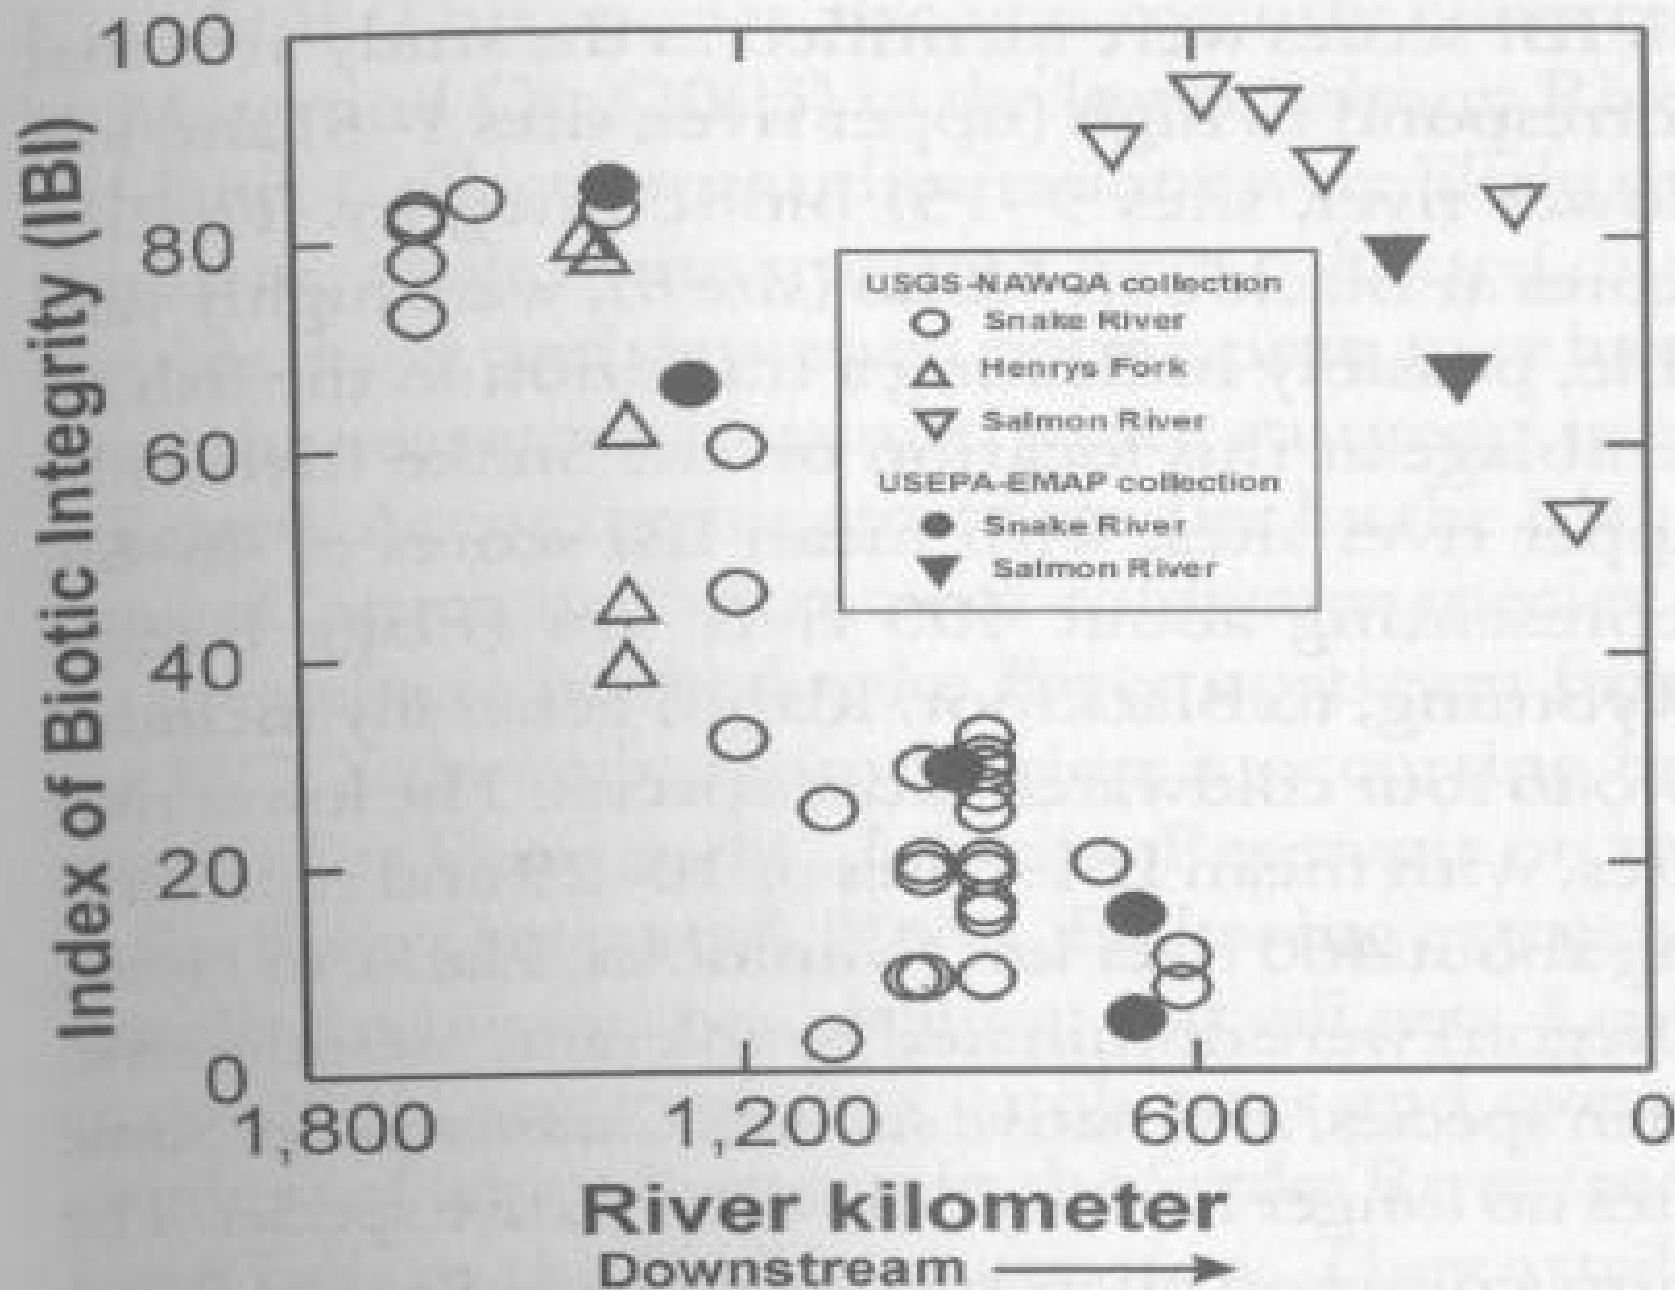 100
80
60
40
20
0
Index of Biotic Integrity (IBI)
USGS-NAWQA collection
Snake River
Henrys Fork
Salmon River
USEPA-EMAP collection
Snake River
Salmon River
1,800
1,200
600
0
River kilometer
Downstream